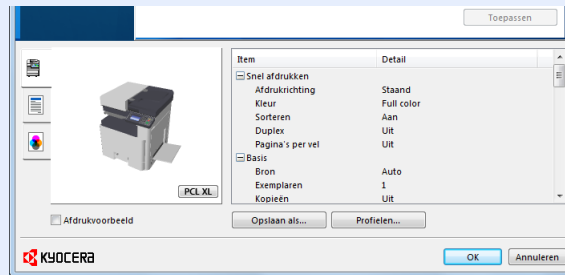 Toepassen
Item Detail
Snel afdrukken
Afdrukrichting Staand
Kleur Full color
Sorteren Aan
Duplex Uit
Pagina's per vel Uit
Basis
Bron Auto
Exemplaren 1
Kopieën Uit
PCL XL
Afdrukvoorbeeld Opslaan als... Profielen...
KYOCERA OK Annuleren